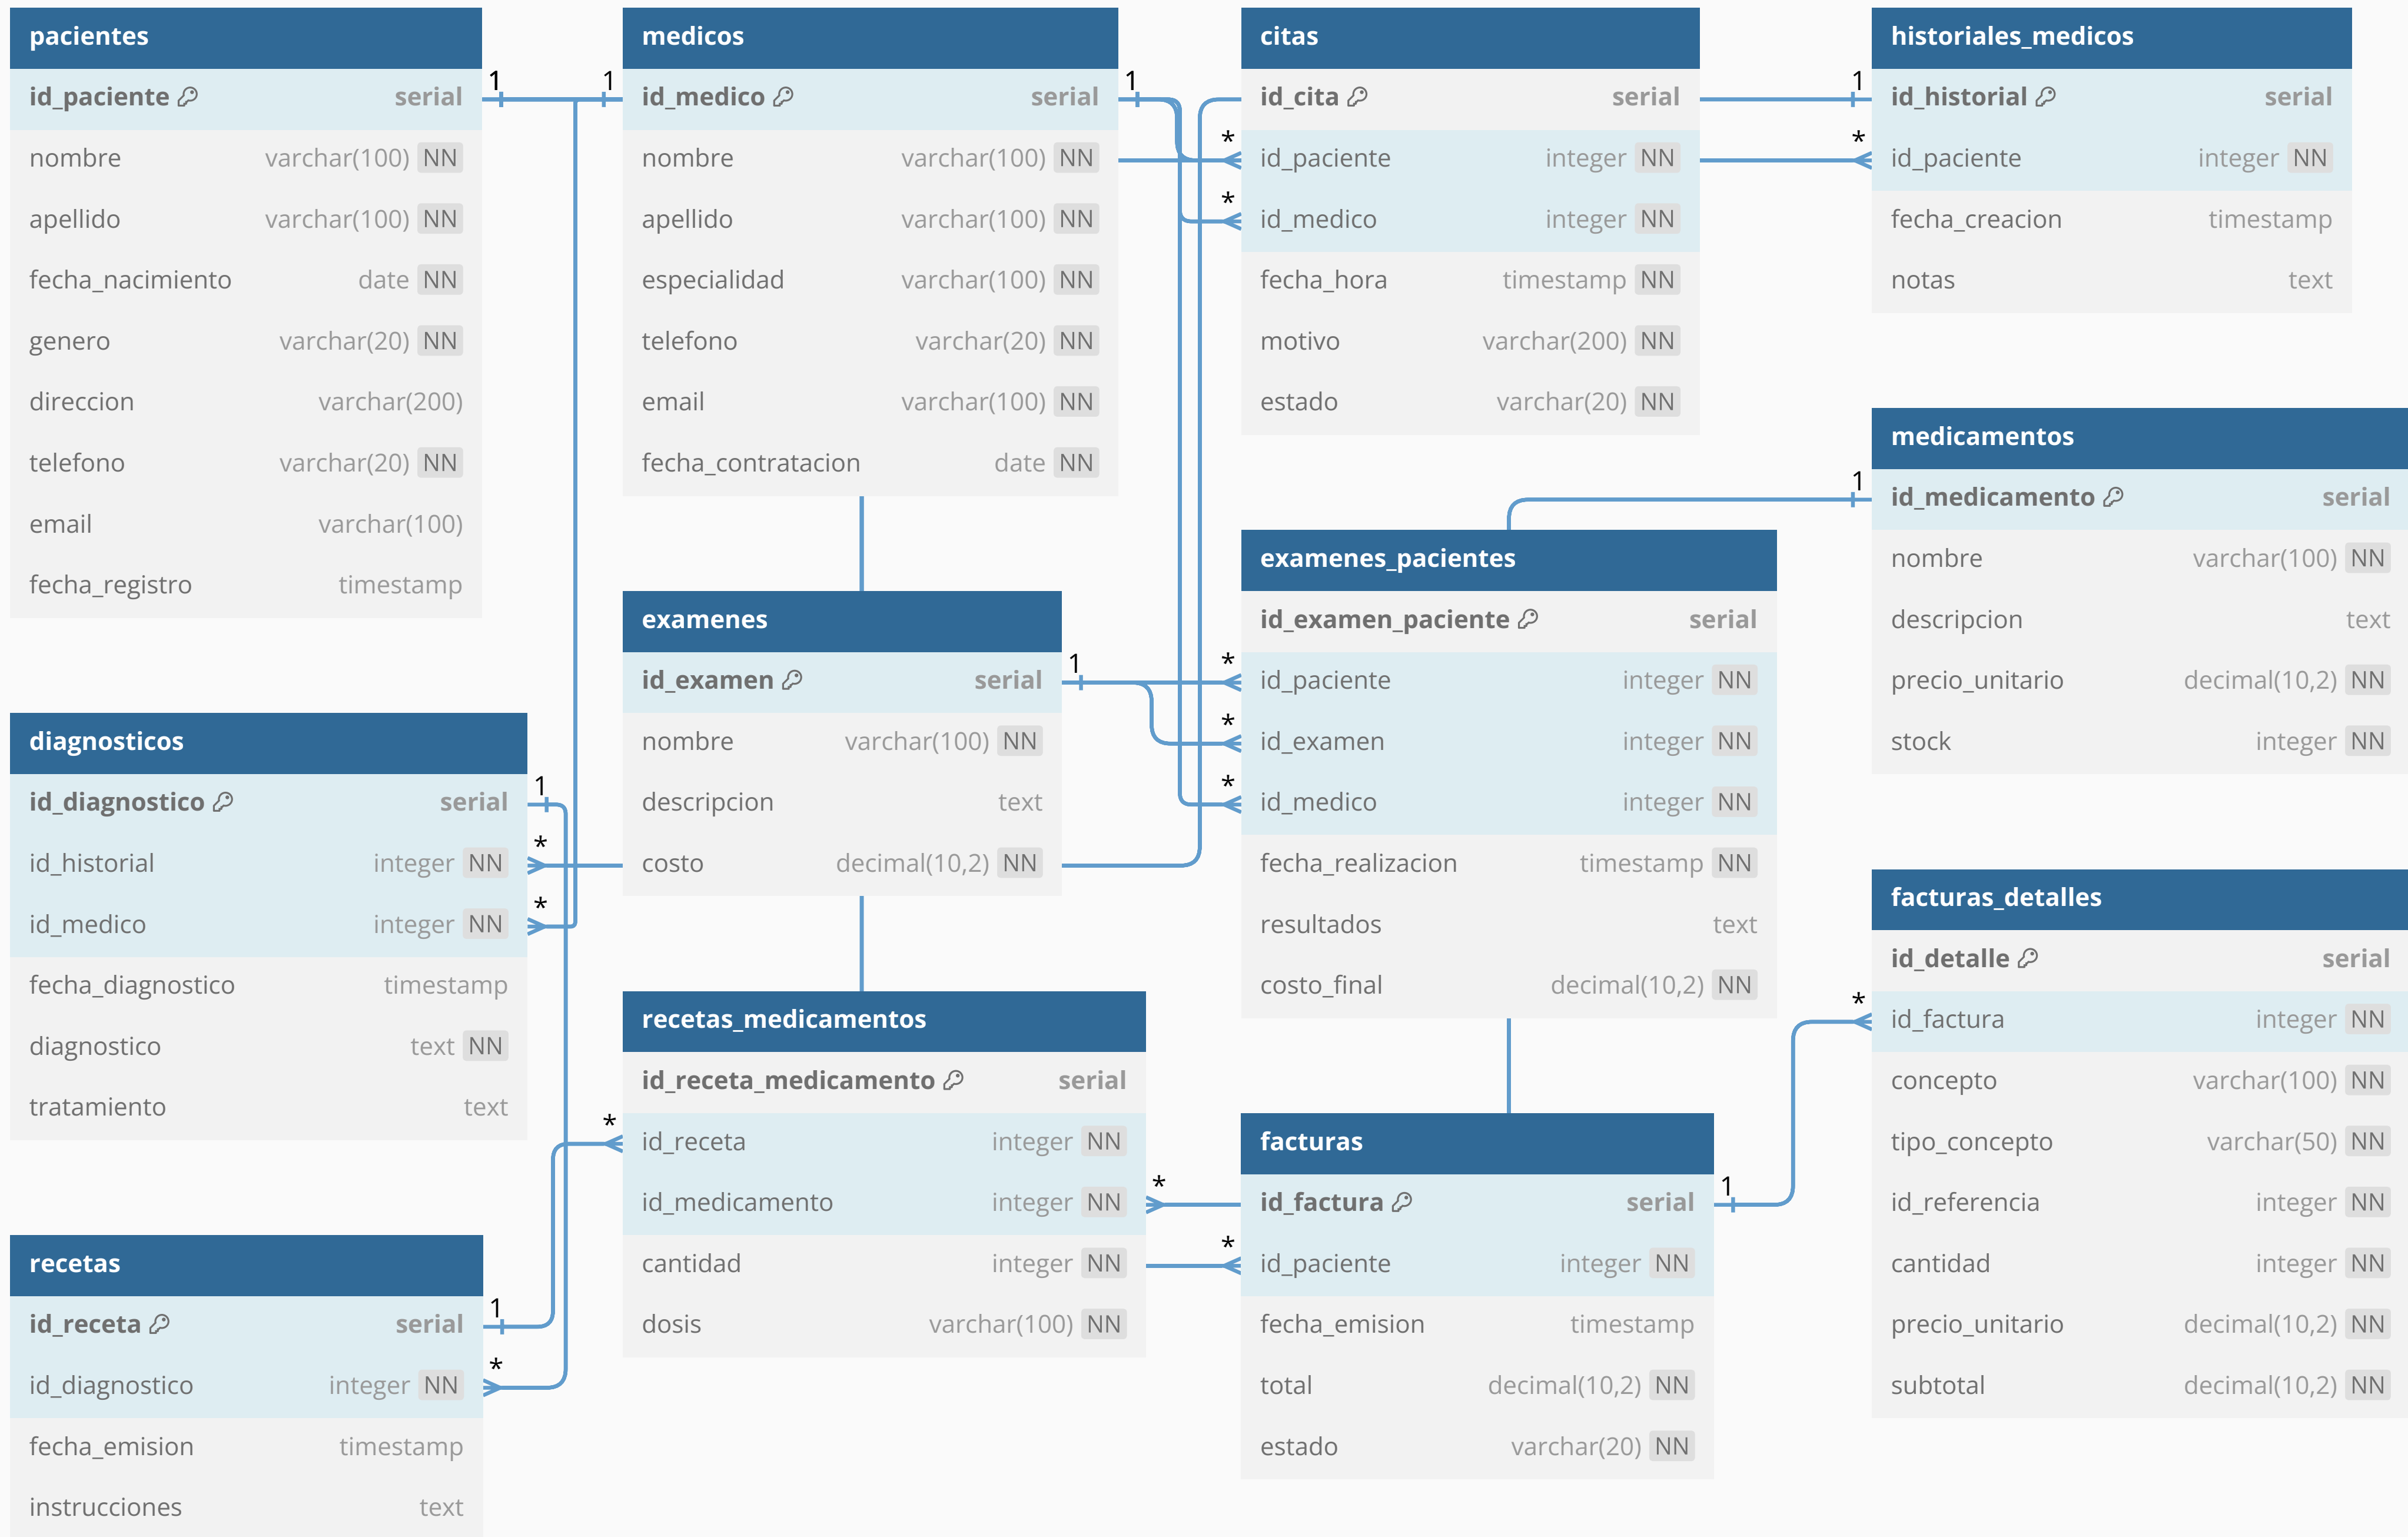 pacientes
id_paciente serial
nombre varchar(100) NN
apellido varchar(100) NN
fecha_nacimiento date NN
genero varchar(20) NN
direccion varchar(200)
telefono varchar(20) NN
email varchar(100)
fecha_registro timestamp
1
1
medicos
id_medico serial
nombre varchar(100) NN
apellido varchar(100) NN
especialidad varchar(100) NN
telefono varchar(20) NN
email varchar(100) NN
fecha_contratacion date NN
1
*
*
citas
id_cita serial
id_paciente integer NN
id_medico integer NN
fecha_hora timestamp NN
motivo varchar(200) NN
estado varchar(20) NN
1
*
historiales_medicos
id_historial serial
id_paciente integer NN
fecha_creacion timestamp
notas text
1
medicamentos
id_medicamento serial
nombre varchar(100) NN
descripcion text
precio_unitario decimal(10,2) NN
stock integer NN
examenes
id_examen serial
nombre varchar(100) NN
descripcion text
costo decimal(10,2) NN
1
*
*
*
examenes_pacientes
id_examen_paciente serial
id_paciente integer NN
id_examen integer NN
id_medico integer NN
fecha_realizacion timestamp NN
resultados text
costo_final decimal(10,2) NN
diagnosticos
id_diagnostico serial
id_historial integer NN
id_medico integer NN
fecha_diagnostico timestamp
diagnostico text NN
tratamiento text
1
*
*
*
facturas_detalles
id_detalle serial
id_factura integer NN
concepto varchar(100) NN
tipo_concepto varchar(50) NN
id_referencia integer NN
cantidad integer NN
precio_unitario decimal(10,2) NN
subtotal decimal(10,2) NN
*
recetas_medicamentos
id_receta_medicamento serial
id_receta integer NN
id_medicamento integer NN
cantidad integer NN
dosis varchar(100) NN
*
*
facturas
id_factura serial
id_paciente integer NN
fecha_emision timestamp
total decimal(10,2) NN
estado varchar(20) NN
1
recetas
id_receta serial
id_diagnostico integer NN
fecha_emision timestamp
instrucciones text
1
*